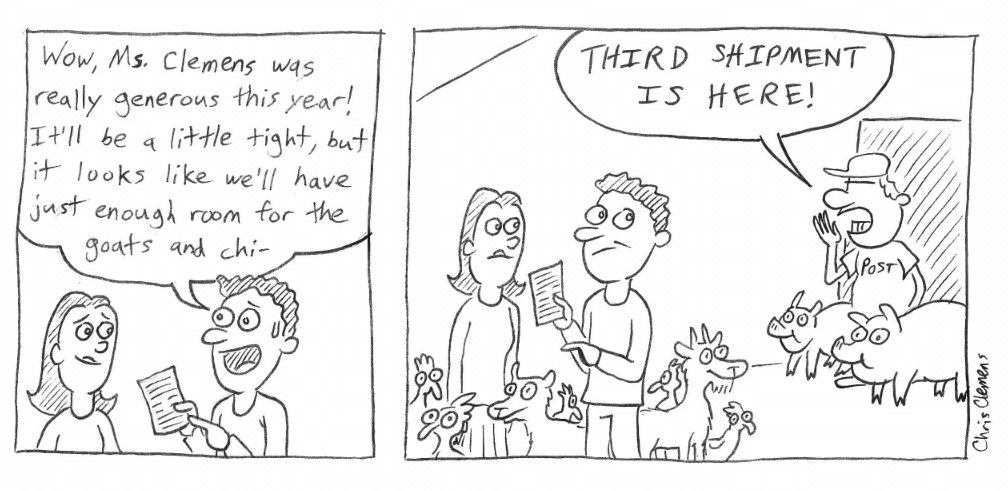 Wow, Ms. Clemens was
really generous this year!
It'll be a little tight, but
it looks like we'll have
just enough room for the
goats and chi-
THIRD SHIPMENT
IS HERE!
POST
Chris Clemens